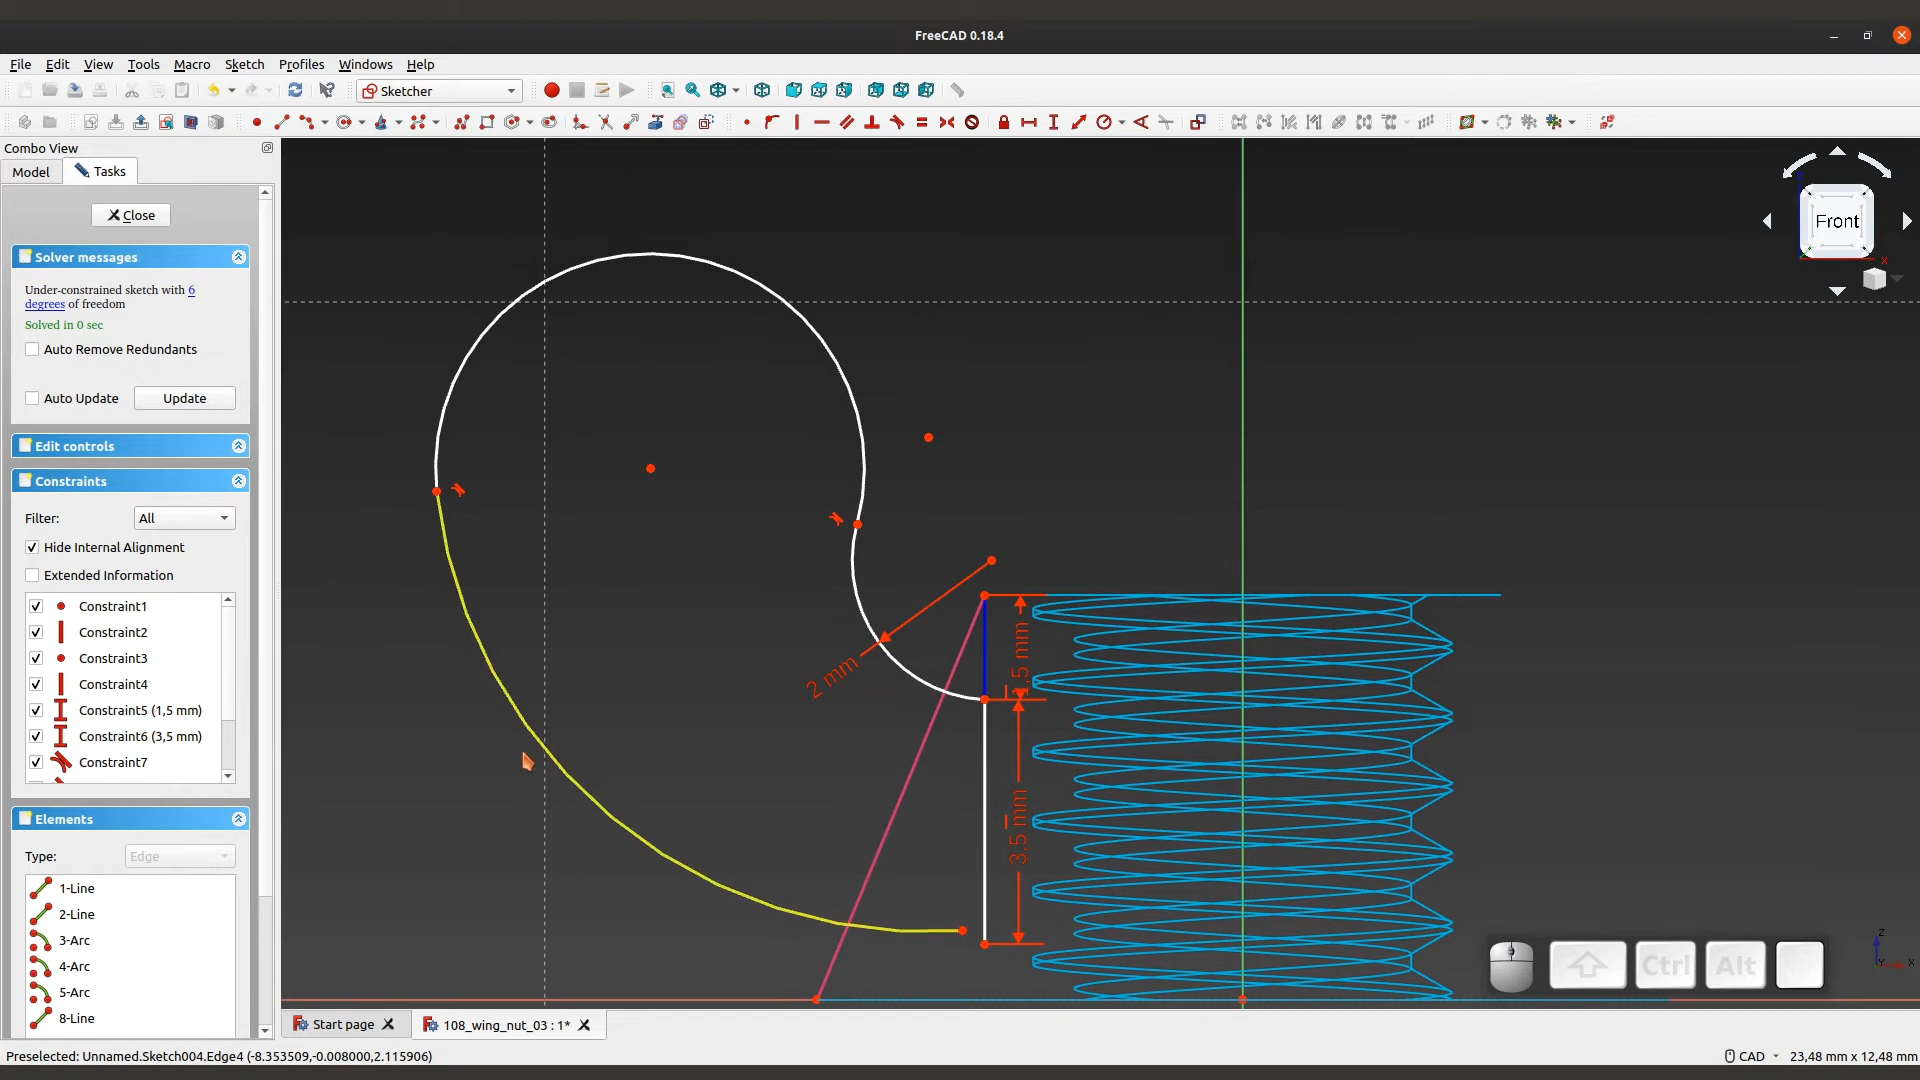 FreeCAD 0.18.4
File Edit View Tools Macro Sketch Profiles Windows Help
Sketcher
Combo View
Model Tasks
Close
Solver messages
Under-constrained sketch with 6
degrees of freedom
Solved in 0 sec
Auto Remove Redundants
Auto Update Update
Edit controls
Constraints
Filter: All
Hide Internal Alignment
Extended Information
Constraint1
Constraint2
Constraint3
Constraint4
Constraint5 (1,5 mm)
Constraint6 (3,5 mm)
Constraint7
Elements
Type: Edge
1-Line
2-Line
3-Arc
4-Arc
5-Arc
8-Line
2 mm
1,5 mm
3,5 mm
Front
X
Z
Y
X
Ctrl Alt
Start page 108_wing_nut_03 : 1*
Preselected: Unnamed.Sketch004.Edge4 (-8.353509,-0.008000,2.115906) CAD 23,48 mm x 12,48 mm